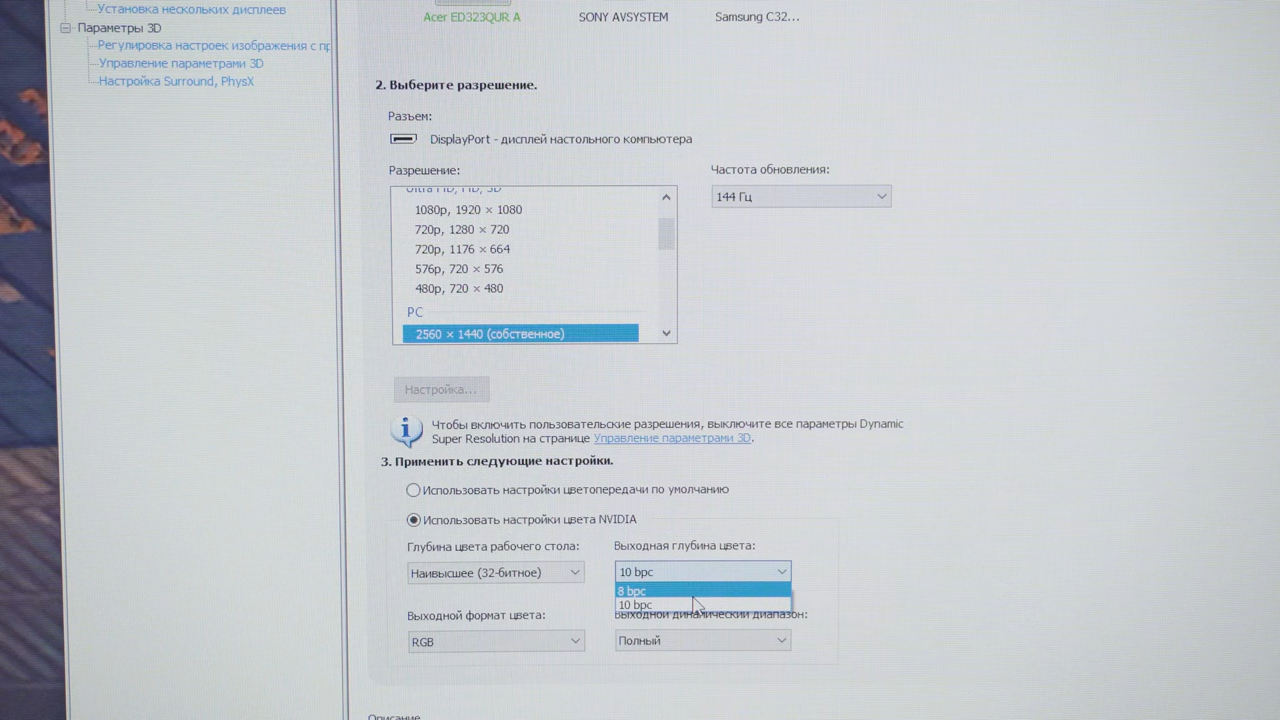 Установка нескольких дисплеев
Параметры 3D
Регулировка настроек изображения с пр
Управление параметрами 3D
Настройка Surround, PhysX
Acer ED323QUR A
SONY AVSYSTEM
Samsung C32...
2. Выберите разрешение.
Разъем:
DisplayPort - дисплей настольного компьютера
Разрешение:
Частота обновления:
Ultra HD, HD, SD
1080p, 1920 × 1080
720p, 1280 × 720
720p, 1176 × 664
576p, 720 × 576
480p, 720 × 480
PC
2560 × 1440 (собственное)
144 Гц
Настройка...
Чтобы включить пользовательские разрешения, выключите все параметры Dynamic
Super Resolution на странице Управление параметрами 3D.
3. Применить следующие настройки.
Использовать настройки цветопередачи по умолчанию
Использовать настройки цвета NVIDIA
Глубина цвета рабочего стола:
Выходная глубина цвета:
Наивысшее (32-битное)
10 bpc
8 bpc
10 bpc
Выходной формат цвета:
Выходной динамический диапазон:
RGB
Полный
Описание